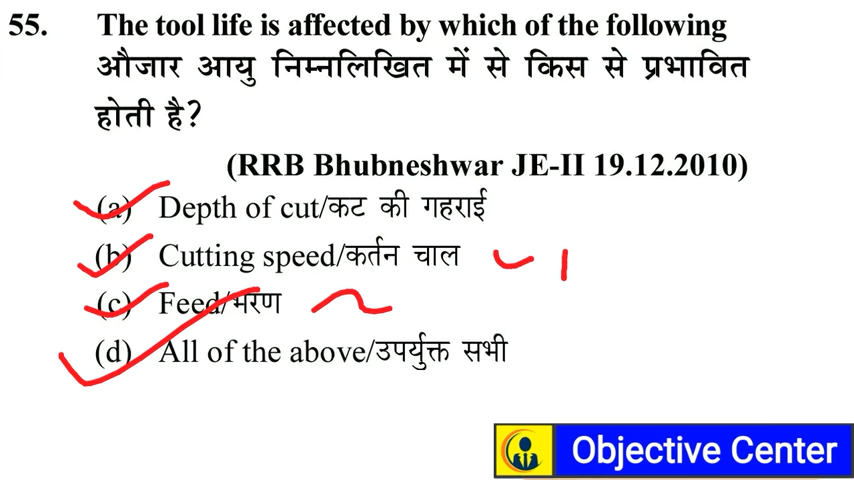 55. The tool life is affected by which of the following
औजार आयु निम्नलिखित में से किस से प्रभावित
होती है?
(RRB Bhubneshwar JE-II 19.12.2010)
(a) Depth of cut/कट की गहराई
(b) Cutting speed/कर्तन चाल
(c) Feed/भरण
(d) All of the above/उपर्युक्त सभी
Objective Center